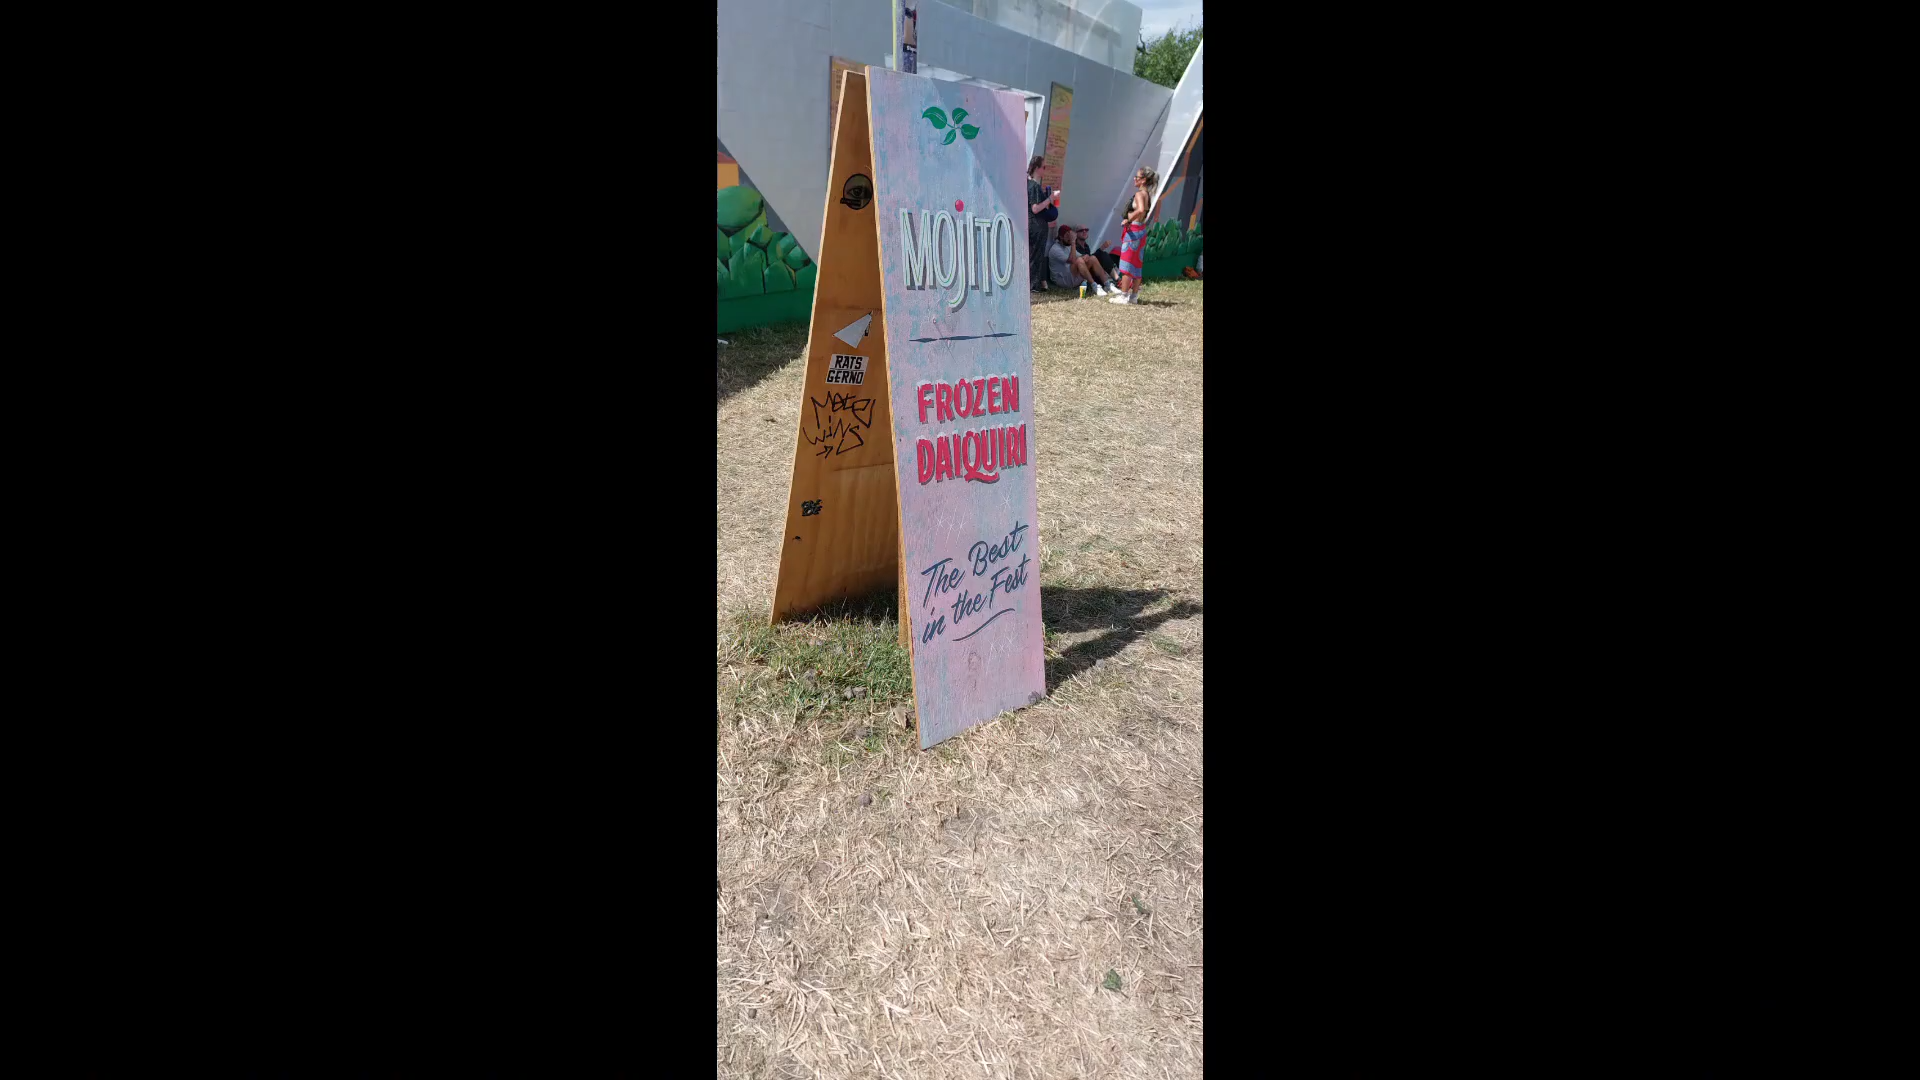 MOjITO
FROZEN
DAIQUIRI
The Best
in the Fest
RATS
GERNO